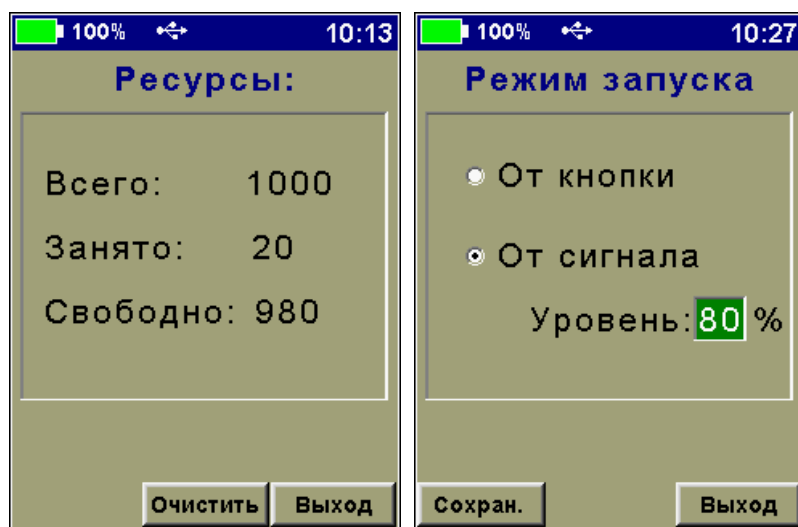 100% 10:13
Ресурсы:
Всего: 1000
Занято: 20
Свободно: 980
Очистить Выход
100% 10:27
Режим запуска
От кнопки
От сигнала
Уровень: 80 %
Сохран. Выход